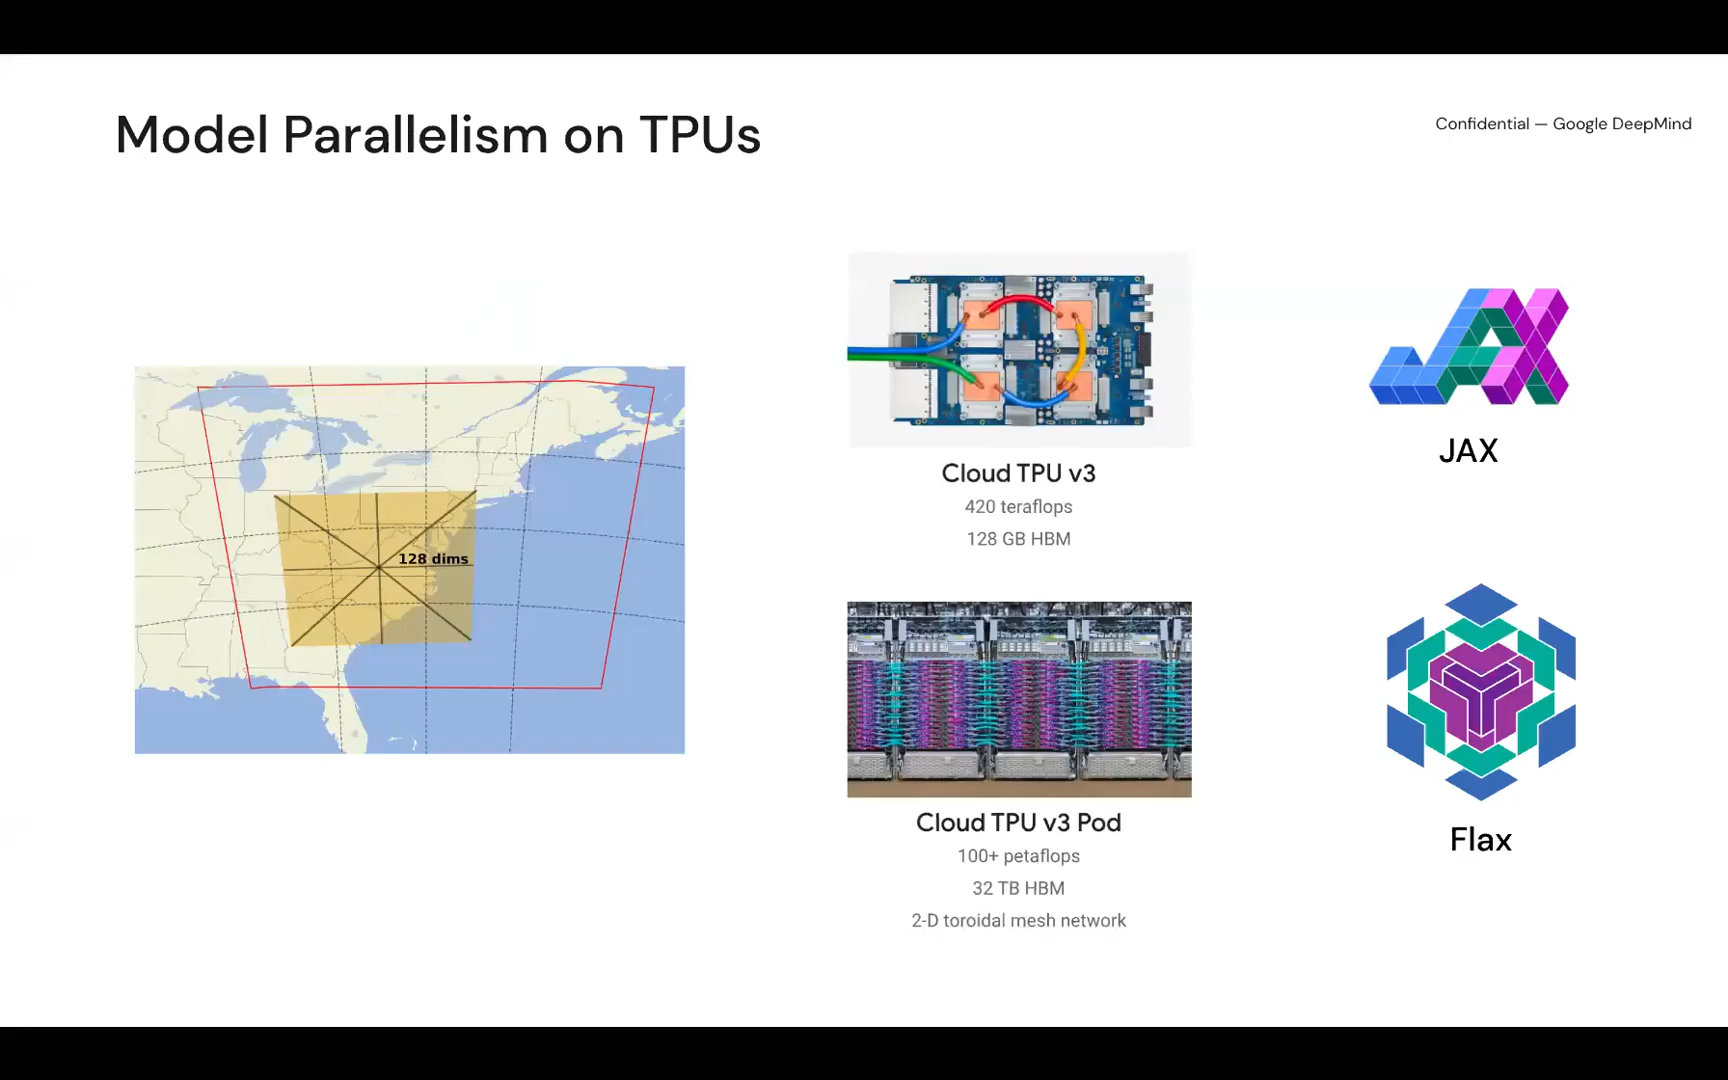 Model Parallelism on TPUs
Confidential — Google DeepMind
128 dims
Cloud TPU v3
420 teraflops
128 GB HBM
Cloud TPU v3 Pod
100+ petaflops
32 TB HBM
2-D toroidal mesh network
JAX
JAX
Flax